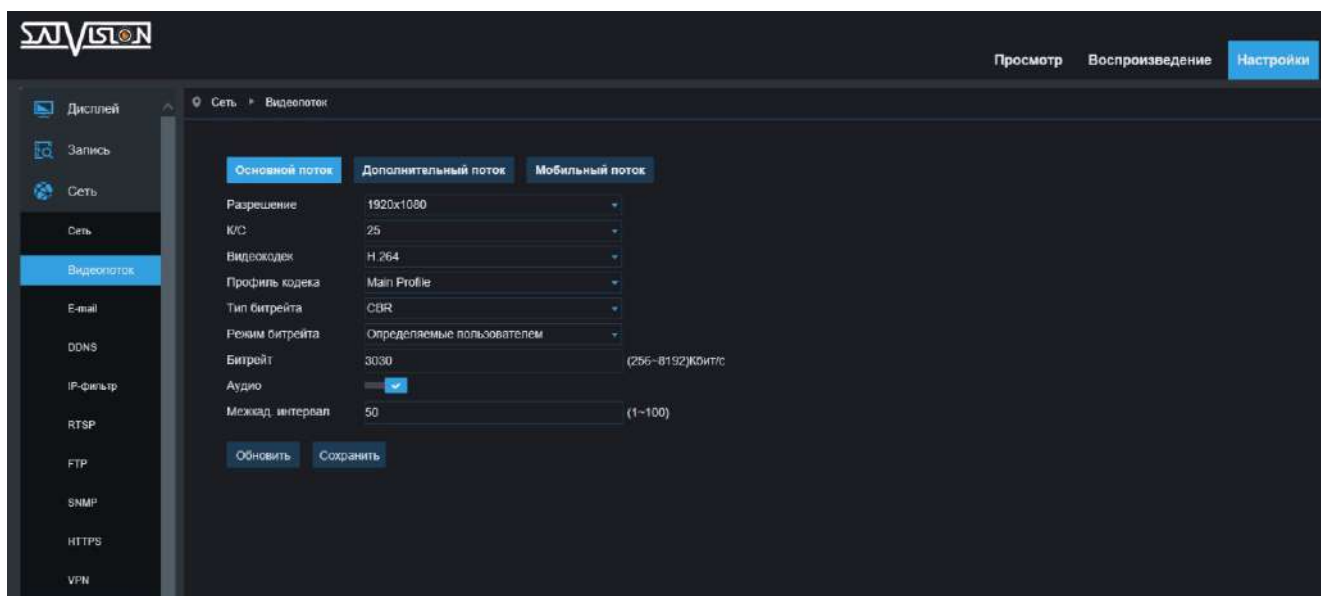 SATVISION
Просмотр Воспроизведение Настройки
Дисплей
Запись
Сеть
Сеть
Видеопоток
E-mail
DDNS
IP-фильтр
RTSP
FTP
SNMP
HTTPS
VPN
Сеть Видеопоток
Основной поток Дополнительный поток Мобильный поток
Разрешение 1920x1080
К/С 25
Видеокодек H.264
Профиль кодека Main Profile
Тип битрейта CBR
Режим битрейта Определяемые пользователем
Битрейт 3030 (256~8192)Кбит/с
Аудио
Межкад. интервал 50 (1~100)
Обновить Сохранить